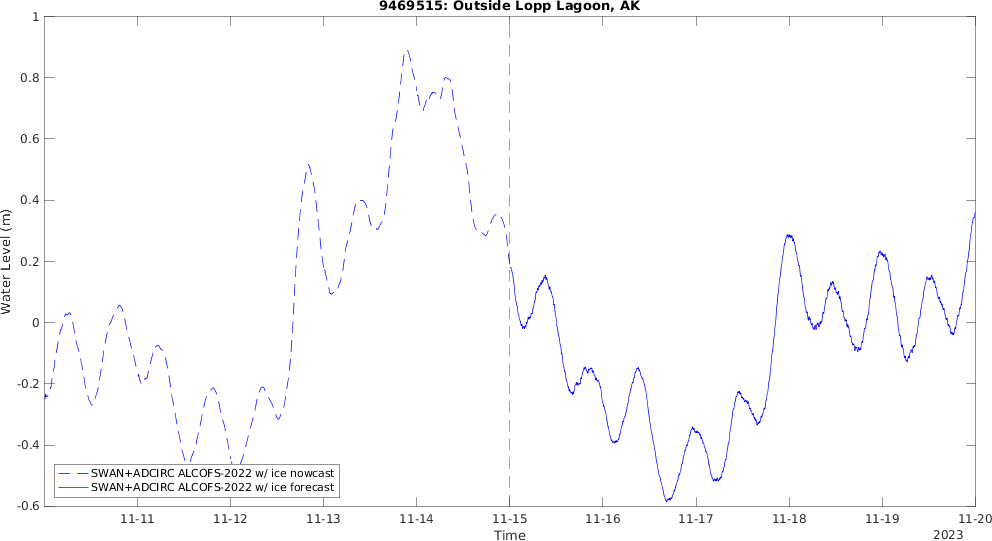 9469515: Outside Lopp Lagoon, AK
1
0.8
0.6
0.4
0.2
0
-0.2
-0.4
-0.6
Water Level (m)
SWAN+ADCIRC ALCOFS-2022 w/ ice nowcast
SWAN+ADCIRC ALCOFS-2022 w/ ice forecast
11-11 11-12 11-13 11-14 11-15 11-16 11-17 11-18 11-19 11-20
Time
2023